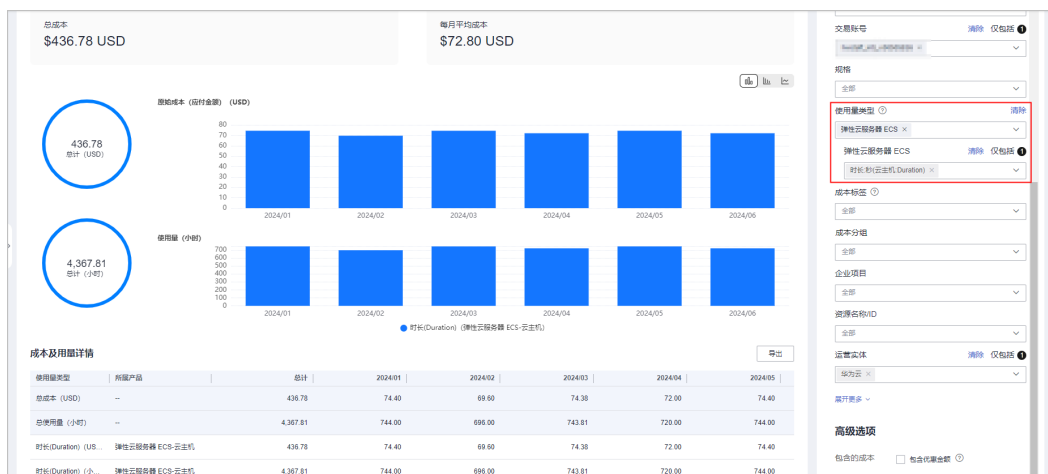 总成本
$436.78 USD
每月平均成本
$72.80 USD
436.78
总计 (USD)
原始成本（应付金额）(USD)
80
70
60
50
40
30
20
10
0
2024/01 2024/02 2024/03 2024/04 2024/05 2024/06
4,367.81
总计 (小时)
使用量 (小时)
700
600
500
400
300
200
100
0
2024/01 2024/02 2024/03 2024/04 2024/05 2024/06
时长(Duration)（弹性云服务器 ECS-云主机）
成本及用量详情
导出
使用量类型 所属产品 总计 2024/01 2024/02 2024/03 2024/04 2024/05
总成本 (USD) -- 436.78 74.40 69.60 74.38 72.00 74.40
总使用量 (小时) -- 4,367.81 744.00 696.00 743.81 720.00 744.00
时长(Duration) (US... 弹性云服务器 ECS-云主机 436.78 74.40 69.60 74.38 72.00 74.40
时长(Duration) (小... 弹性云服务器 ECS-云主机 4,367.81 744.00 696.00 743.81 720.00 744.00
交易账号 清除 仅包括 1
规格
全部
使用量类型 清除
弹性云服务器 ECS ×
弹性云服务器 ECS 清除 仅包括 1
时长:秒(云主机.Duration) ×
成本标签
全部
成本分组
全部
企业项目
全部
资源名称/ID
全部
运营实体 清除 仅包括 1
华为云 ×
展开更多
高级选项
包含的成本 包含优惠金额